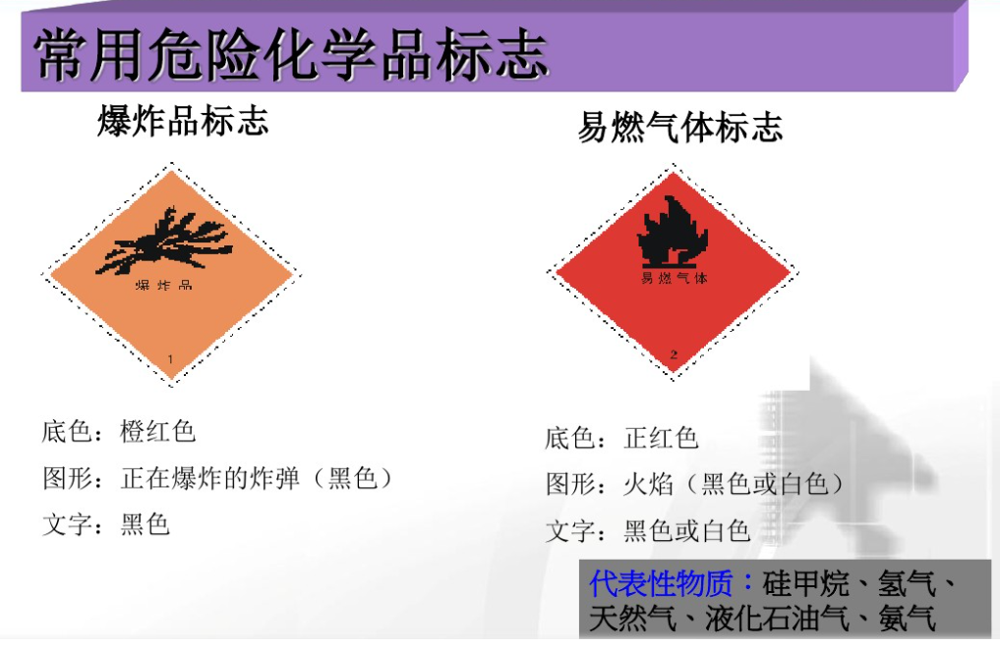 常用危险化学品标志
爆炸品标志
爆炸品
1
底色：橙红色
图形：正在爆炸的炸弹（黑色）
文字：黑色
易燃气体标志
易燃气体
2
底色：正红色
图形：火焰（黑色或白色）
文字：黑色或白色
代表性物质：硅甲烷、氢气、
天然气、液化石油气、氨气